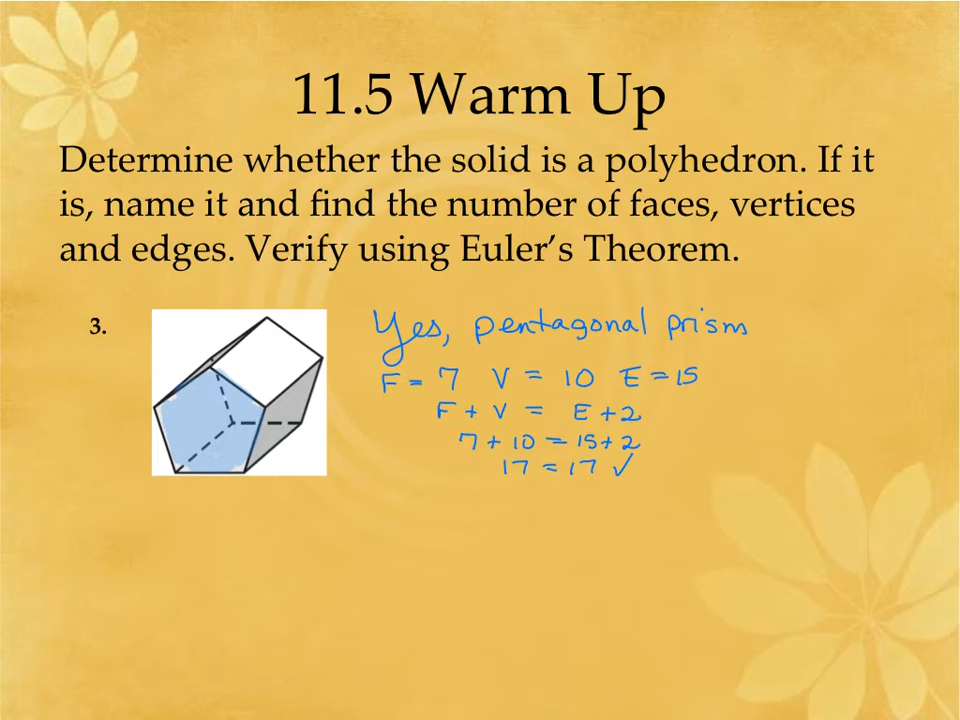 11.5 Warm Up
Determine whether the solid is a polyhedron. If it
is, name it and find the number of faces, vertices
and edges. Verify using Euler’s Theorem.
3.
Yes, pentagonal prism
F = 7 V = 10 E = 15
F + V = E + 2
7 + 10 = 15 + 2
17 = 17 ✓